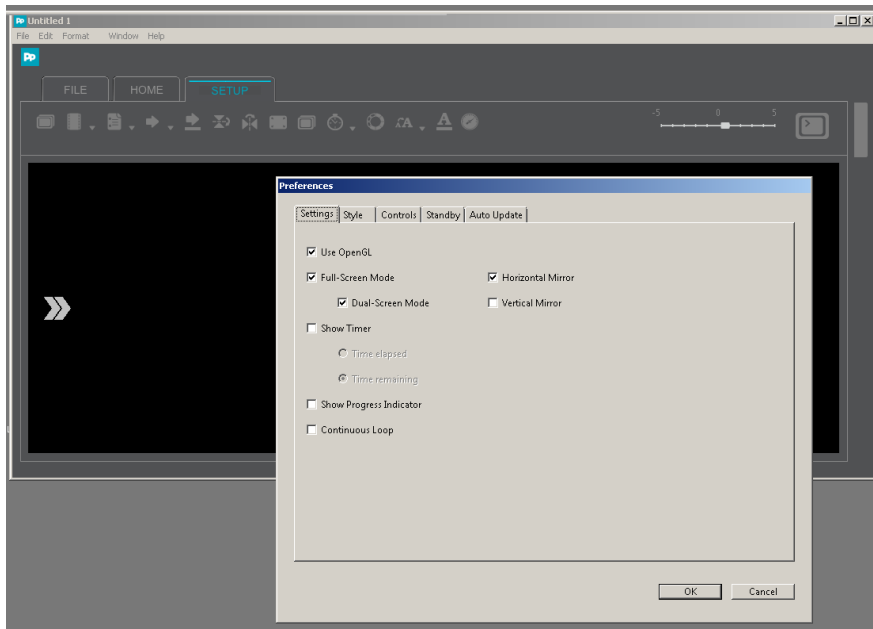 PP Untitled 1
File Edit Format Window Help
PP
FILE HOME SETUP
-5 0 5
A A
Preferences
Settings Style Controls Standby Auto Update
Use OpenGL
Full-Screen Mode Horizontal Mirror
Dual-Screen Mode Vertical Mirror
Show Timer
Time elapsed
Time remaining
Show Progress Indicator
Continuous Loop
OK Cancel